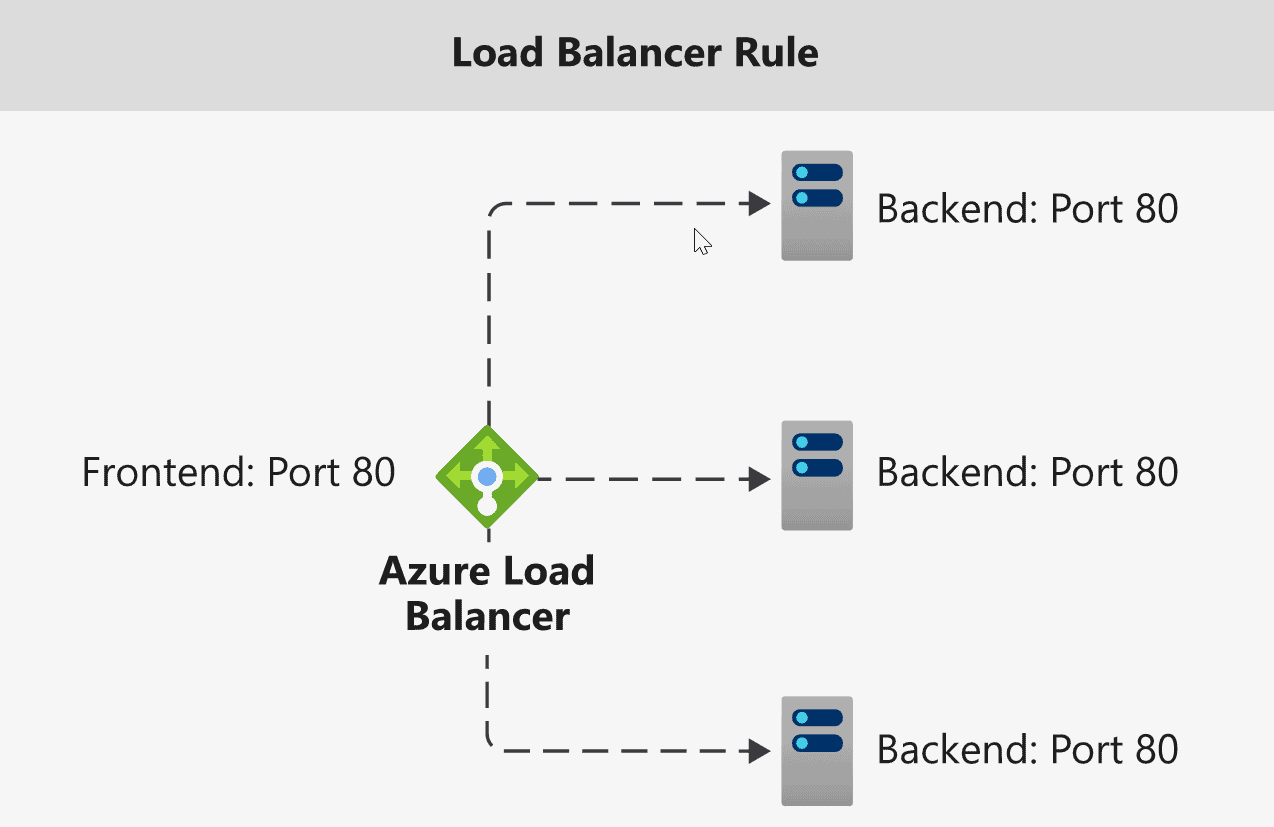 Load Balancer Rule
Backend: Port 80
Frontend: Port 80
Backend: Port 80
Azure Load
Balancer
Backend: Port 80